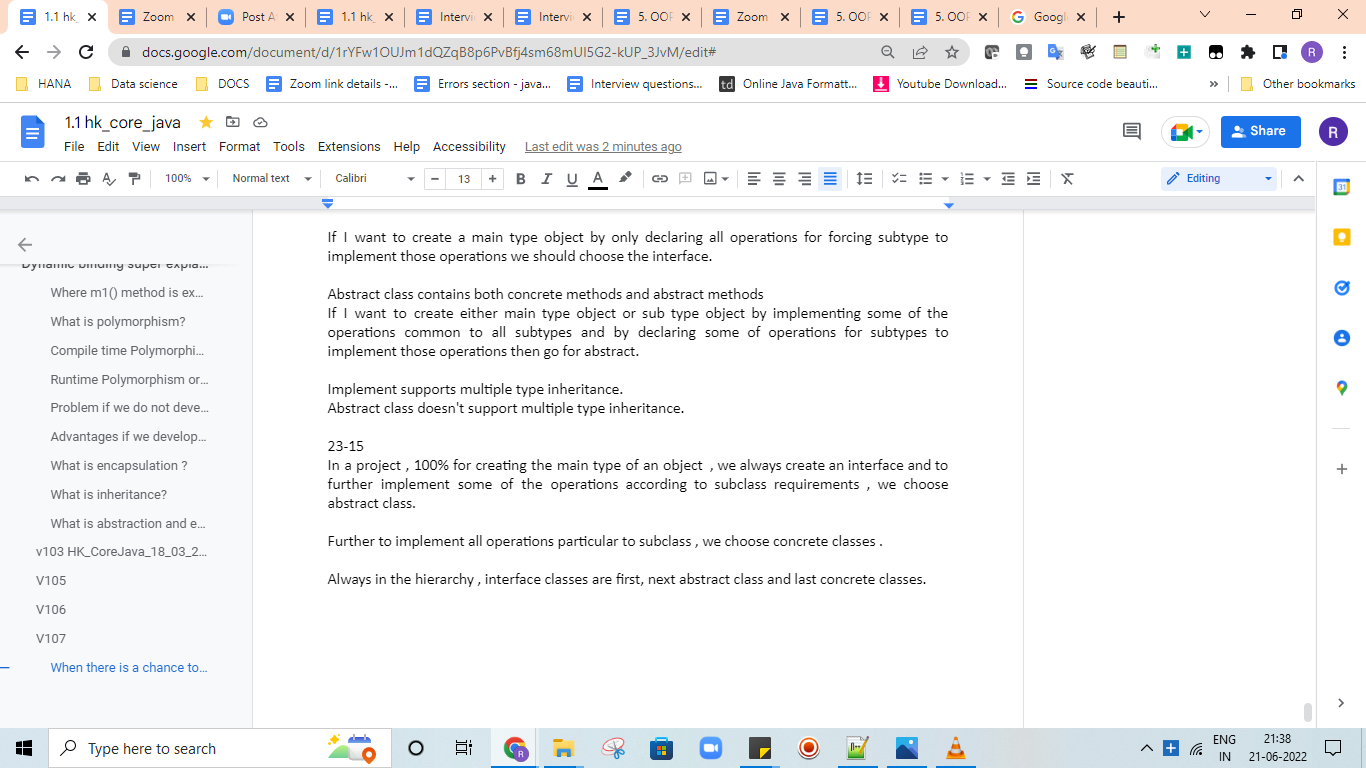 1.1 hk_
Zoom
Post A
1.1 hk_
Intervi
Intervi
5. OOP
Zoom
5. OOP
5. OOP
Googl
docs.google.com/document/d/1rYFw1OUJm1dQZqB8p6PvBfj4sm68mUI5G2-kUP_3JvM/edit#
R
HANA
Data science
DOCS
Zoom link details -...
Errors section - java...
Interview questions...
td Online Java Formatt...
Youtube Download...
Source code beauti...
»
Other bookmarks
1.1 hk_core_java
File Edit View Insert Format Tools Extensions Help Accessibility Last edit was 2 minutes ago
Share
R
100% Normal text Calibri − 13 + B I U A
Editing
31
Dynamic binding super expla...
Where m1() method is ex...
What is polymorphism?
Compile time Polymorphi...
Runtime Polymorphism or...
Problem if we do not deve...
Advantages if we develop...
What is encapsulation ?
What is inheritance?
What is abstraction and e...
v103 HK_CoreJava_18_03_2...
V105
V106
V107
When there is a chance to...
If I want to create a main type object by only declaring all operations for forcing subtype to
implement those operations we should choose the interface.
Abstract class contains both concrete methods and abstract methods
If I want to create either main type object or sub type object by implementing some of the
operations common to all subtypes and by declaring some of operations for subtypes to
implement those operations then go for abstract.
Implement supports multiple type inheritance.
Abstract class doesn't support multiple type inheritance.
23-15
In a project , 100% for creating the main type of an object , we always create an interface and to
further implement some of the operations according to subclass requirements , we choose
abstract class.
Further to implement all operations particular to subclass , we choose concrete classes .
Always in the hierarchy , interface classes are first, next abstract class and last concrete classes.
Type here to search
R
ENG
IN
21:38
21-06-2022